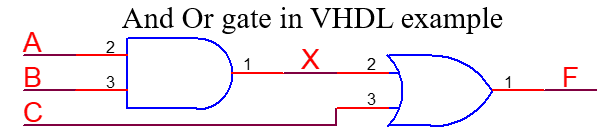 And Or gate in VHDL example
A 2
1 X 2
B 3
1 F
3
C